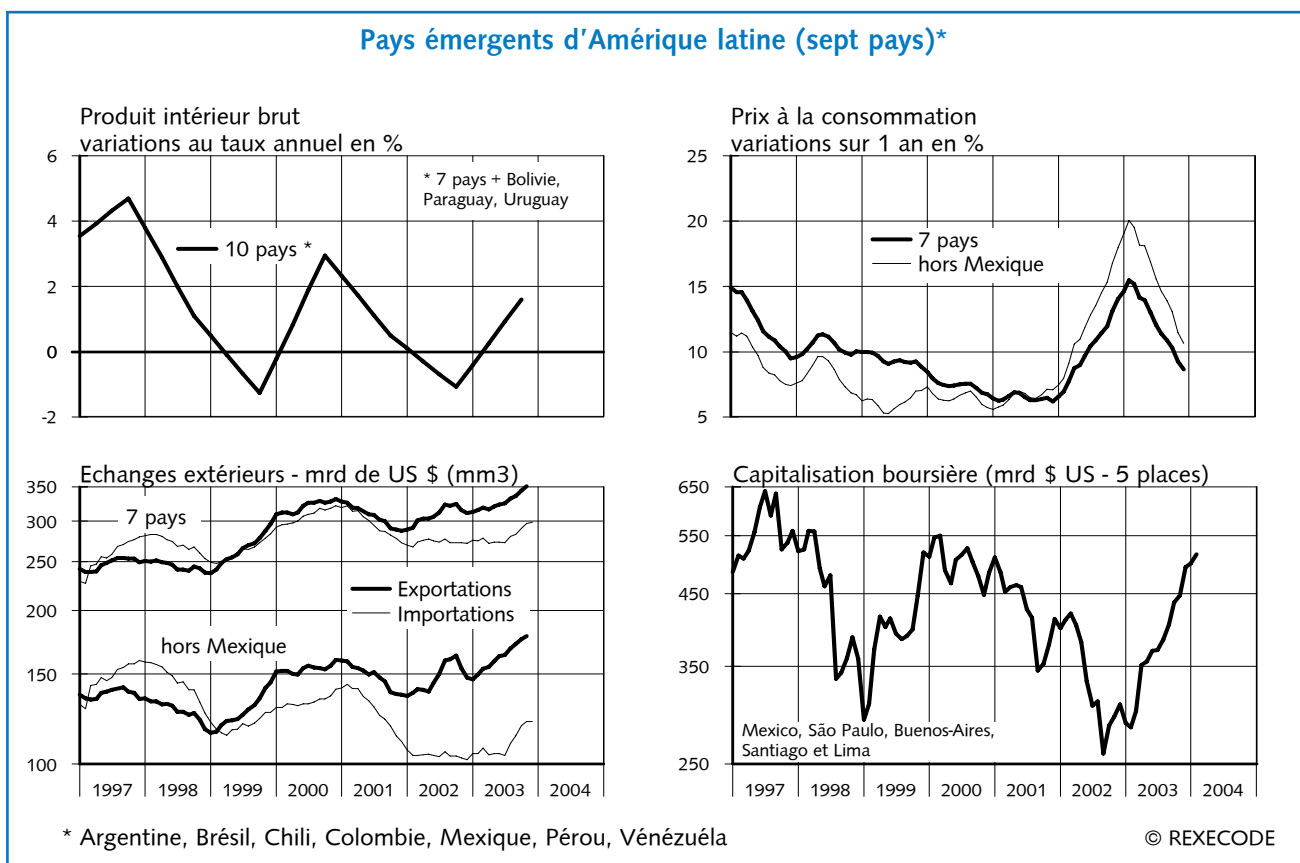 Pays émergents d'Amérique latine (sept pays)*
Produit intérieur brut
variations au taux annuel en %
6
4
2
0
-2
* 7 pays + Bolivie,
Paraguay, Uruguay
10 pays *
Prix à la consommation
variations sur 1 an en %
25
20
15
10
5
7 pays
hors Mexique
Echanges extérieurs - mrd de US $ (mm3)
350
300
250
200
150
100
7 pays
Exportations
Importations
hors Mexique
1997 1998 1999 2000 2001 2002 2003 2004
Capitalisation boursière (mrd $ US - 5 places)
650
550
450
350
250
Mexico, São Paulo, Buenos-Aires,
Santiago et Lima
1997 1998 1999 2000 2001 2002 2003 2004
* Argentine, Brésil, Chili, Colombie, Mexique, Pérou, Vénézuéla
© REXECODE